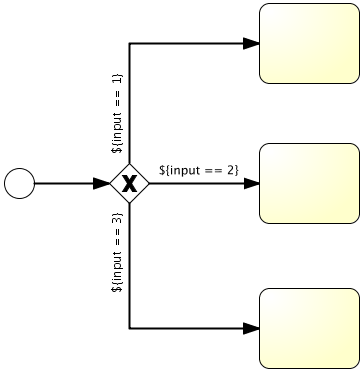 ${input == 1}
${input == 2}
${input == 3}